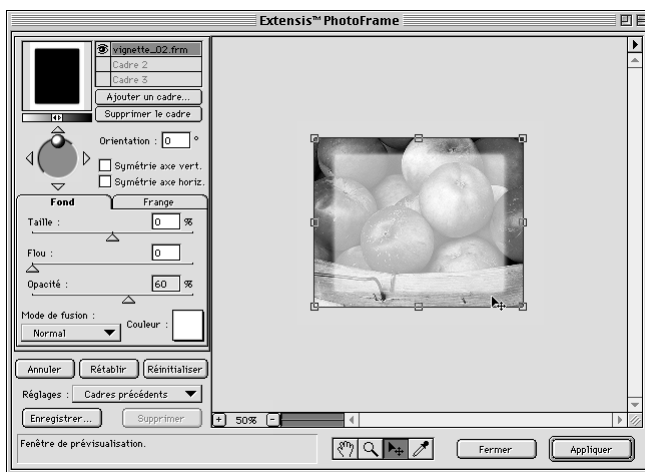 Extensis™ PhotoFrame
vignette_02.frm
Cadre 2
Cadre 3
Ajouter un cadre...
Supprimer le cadre
Orientation : 0 °
Symétrie axe vert.
Symétrie axe horiz.
Fond
Frange
Taille : 0 %
Flou : 0
Opacité : 60 %
Mode de fusion :
Normal
Couleur :
Annuler
Rétablir
Réinitialiser
Réglages : Cadres précédents
Enregistrer...
Supprimer
50%
Fenêtre de prévisualisation.
Fermer
Appliquer